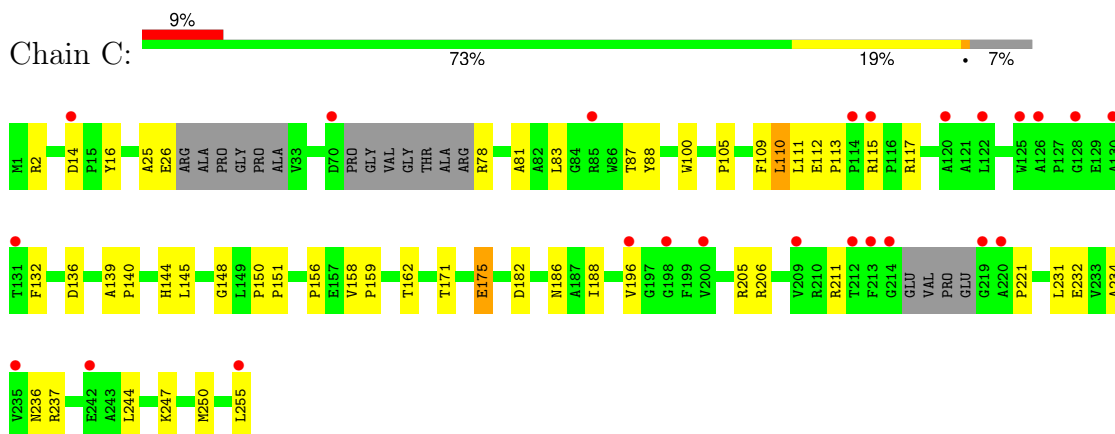 9%
Chain C:
73% 19% • 7%
M1 R2 D14 P15 Y16 A25 E26 ARG ALA PRO GLY PRO ALA V33 D70 PRO GLY VAL GLY THR ALA ARG R78 A81 A82 L83 G84 R85 W86 T87 Y88 W100 P105 F109 L110 L111 E112 P113 P114 R115 P116 R117 A120 A121 L122 W125 A126 P127 G128 E129 A130
T131 F132 D136 A139 P140 H144 L145 G148 L149 P150 P151 P156 E157 V158 P159 T162 T171 E175 D182 N186 A187 I188 V196 G197 G198 F199 V200 R205 R206 V209 R210 R211 T212 F213 G214 GLU VAL PRO GLU G219 A220 P221 L231 E232 V233 A234
V235 N236 R237 E242 A243 L244 K247 M250 L255